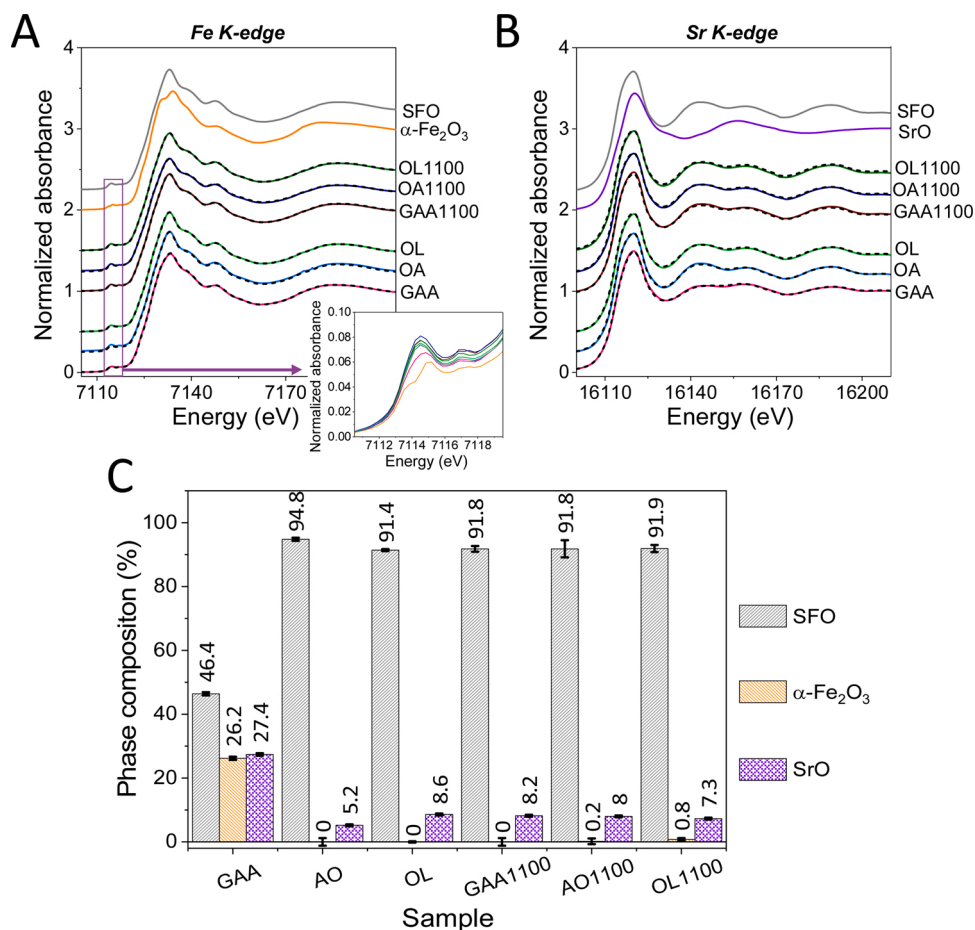 A
Fe K-edge
Normalized absorbance
4
3
2
1
0
SFO
α-Fe2O3
OL1100
OA1100
GAA1100
OL
OA
GAA
7110
7140
7170
Energy (eV)
Normalized absorbance
0.10
0.08
0.06
0.04
0.02
0.00
7112
7114
7116
7118
Energy (eV)
B
Sr K-edge
Normalized absorbance
4
3
2
1
0
SFO
SrO
OL1100
OA1100
GAA1100
OL
OA
GAA
16110
16140
16170
16200
Energy (eV)
C
Phase compositon (%)
100
80
60
40
20
0
46.4
26.2
27.4
94.8
0
5.2
91.4
0
8.6
91.8
0
8.2
91.8
0.2
8
91.9
0.8
7.3
GAA
AO
OL
GAA1100
AO1100
OL1100
Sample
SFO
α-Fe2O3
SrO